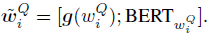 w̃_i^Q = [g(w_i^Q); BERT_{w_i^Q}].